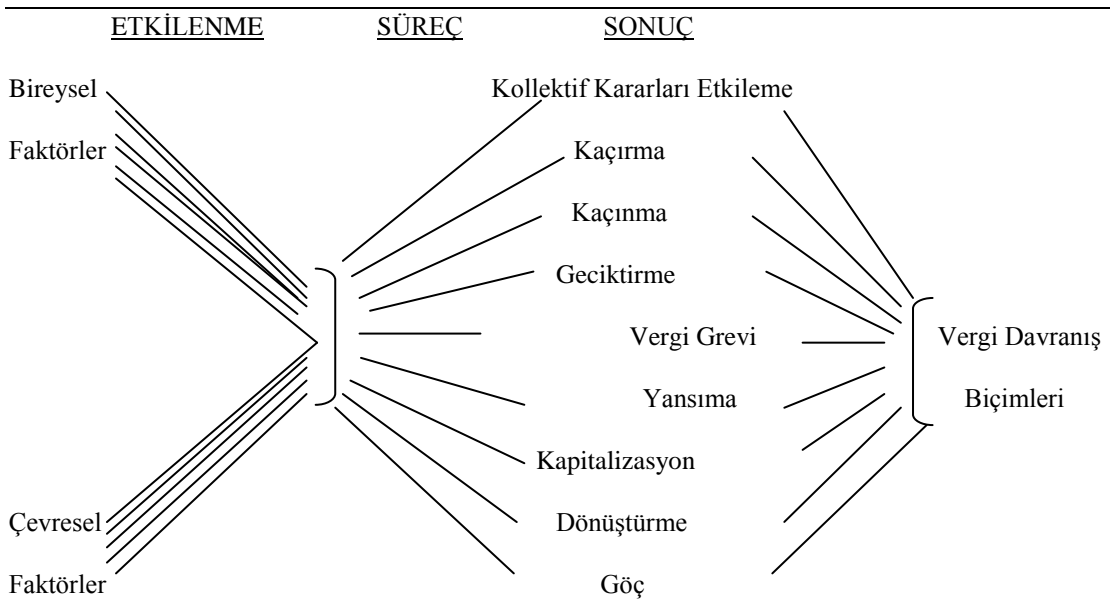 ETKİLENME SÜREÇ SONUÇ
Bireysel Kollektif Kararları Etkileme
Faktörler Kaçırma
Kaçınma
Geciktirme
Vergi Grevi Vergi Davranış
Yansıma Biçimleri
Kapitalizasyon
Çevresel Dönüştürme
Faktörler Göç